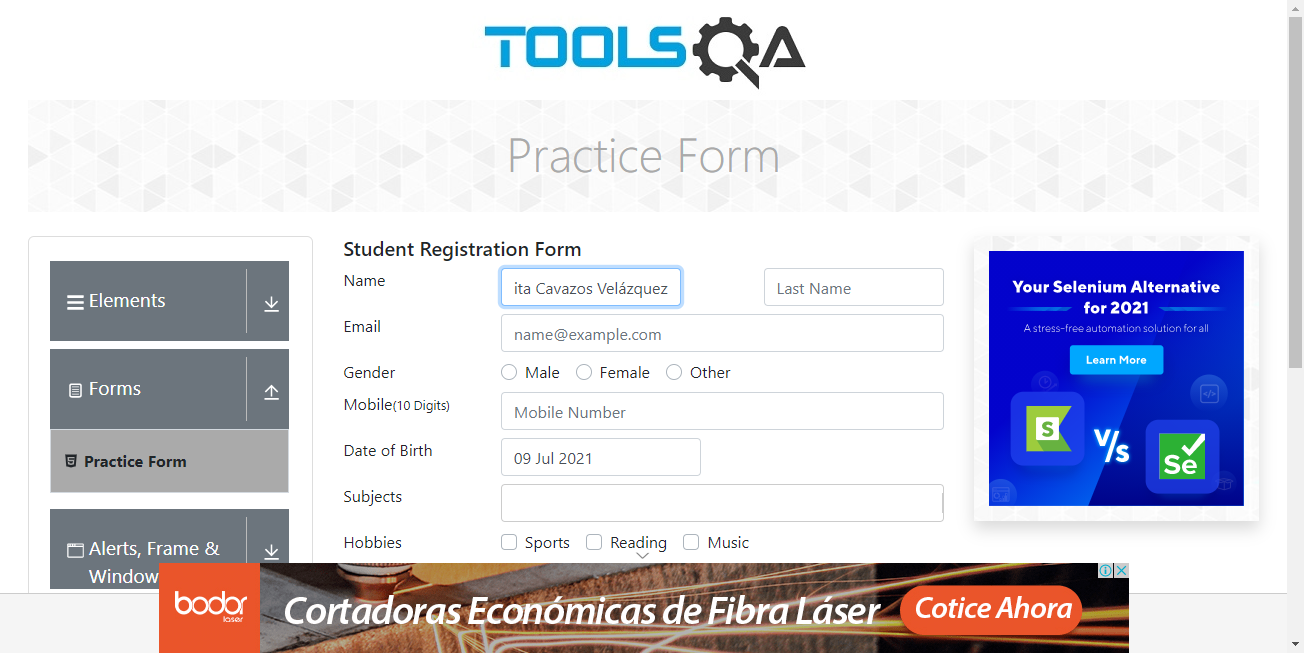 TOOLSQA
Practice Form
Elements
Forms
Practice Form
Alerts, Frame &
Window
Student Registration Form
Name
ita Cavazos Velázquez
Last Name
Email
name@example.com
Gender
Male
Female
Other
Mobile(10 Digits)
Mobile Number
Date of Birth
09 Jul 2021
Subjects
Hobbies
Sports
Reading
Music
Your Selenium Alternative
for 2021
A stress-free automation solution for all
Learn More
S
V/s
Se
bodor
laser
Cortadoras Económicas de Fibra Láser
Cotice Ahora